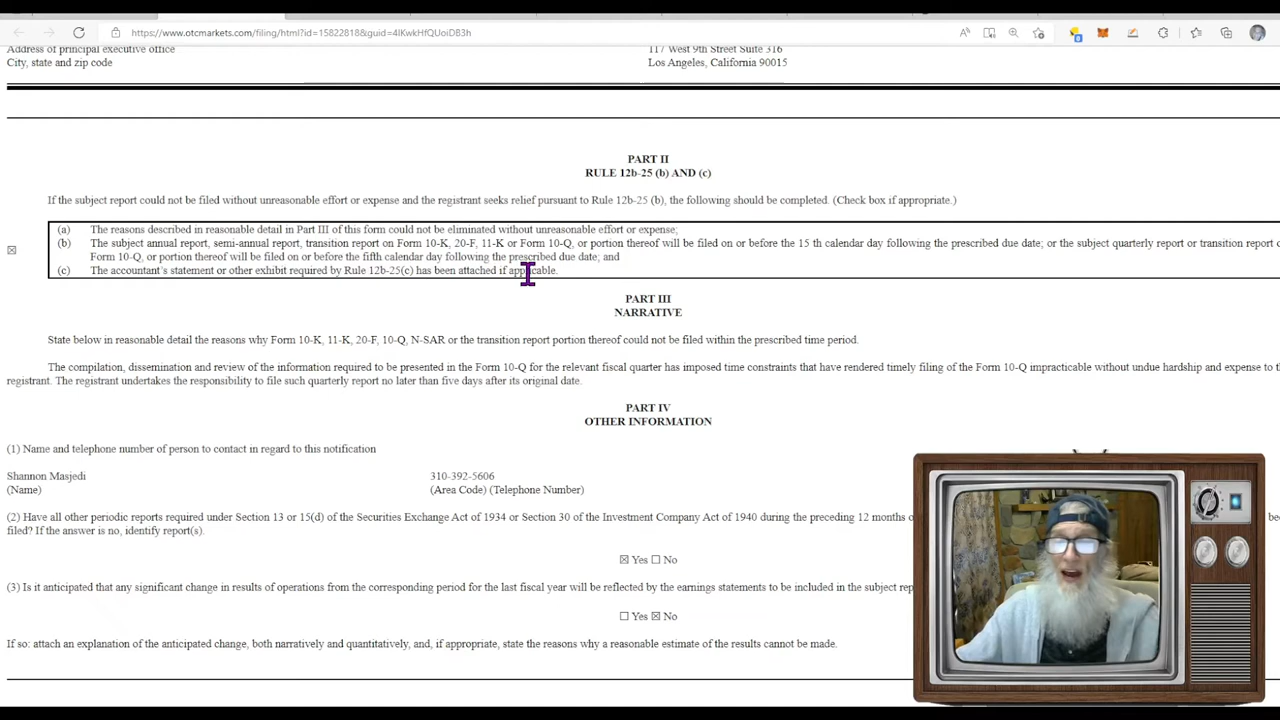 https://www.otcmarkets.com/filing/html?id=15822818&guid=4lKwkHfQUoiDB3h
Address of principal executive office 117 West 9th Street Suite 316
City, state and zip code Los Angeles, California 90015
PART II
RULE 12b-25 (b) AND (c)
If the subject report could not be filed without unreasonable effort or expense and the registrant seeks relief pursuant to Rule 12b-25 (b), the following should be completed. (Check box if appropriate.)
(a) The reasons described in reasonable detail in Part III of this form could not be eliminated without unreasonable effort or expense;
☒ (b) The subject annual report, semi-annual report, transition report on Form 10-K, 20-F, 11-K or Form 10-Q, or portion thereof will be filed on or before the 15 th calendar day following the prescribed due date; or the subject quarterly report or transition report o
Form 10-Q, or portion thereof will be filed on or before the fifth calendar day following the prescribed due date; and
(c) The accountant's statement or other exhibit required by Rule 12b-25(c) has been attached if applicable.
PART III
NARRATIVE
State below in reasonable detail the reasons why Form 10-K, 11-K, 20-F, 10-Q, N-SAR or the transition report portion thereof could not be filed within the prescribed time period.
The compilation, dissemination and review of the information required to be presented in the Form 10-Q for the relevant fiscal quarter has imposed time constraints that have rendered timely filing of the Form 10-Q impracticable without undue hardship and expense to th
registrant. The registrant undertakes the responsibility to file such quarterly report no later than five days after its original date.
PART IV
OTHER INFORMATION
(1) Name and telephone number of person to contact in regard to this notification
Shannon Masjedi 310-392-5606
(Name) (Area Code) (Telephone Number)
(2) Have all other periodic reports required under Section 13 or 15(d) of the Securities Exchange Act of 1934 or Section 30 of the Investment Company Act of 1940 during the preceding 12 months o
filed? If the answer is no, identify report(s).
☒ Yes ☐ No
(3) Is it anticipated that any significant change in results of operations from the corresponding period for the last fiscal year will be reflected by the earnings statements to be included in the subject rep
☐ Yes ☒ No
If so: attach an explanation of the anticipated change, both narratively and quantitatively, and, if appropriate, state the reasons why a reasonable estimate of the results cannot be made.